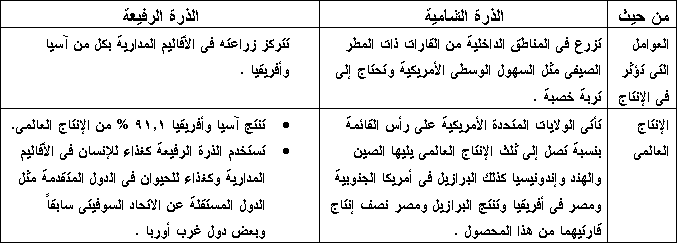 من حيث
الذرة الشامية
الذرة الرفيعة
العوامل
التى تؤثر
فى الإنتاج
تزرع فى المناطق الداخلية من القارات ذات المطر
الصيفى مثل السهول الوسطى الأمريكية وتحتاج إلى
تربة خصبة .
تتركز زراعته فى الأقاليم المدارية بكل من آسيا
وأفريقيا .
الإنتاج
العالمى
تأتى الولايات المتحدة الأمريكية على رأس القائمة
بنسبة تصل إلى ثلث الإنتاج العالمى يليها الصين
والهند وإندونيسيا كذلك البرازيل فى أمريكا الجنوبية
ومصر فى أفريقيا وتنتج البرازيل ومصر نصف إنتاج
قارتيهما من هذا المحصول .
• تنتج آسيا وأفريقيا ٩١,١ % من الإنتاج العالمى.
• تستخدم الذرة الرفيعة كغذاء للإنسان فى الأقاليم
المدارية وكغذاء للحيوان فى الدول المتقدمة مثل
الدول المستقلة عن الاتحاد السوفيتى سابقاً
وبعض دول غرب أوربا .